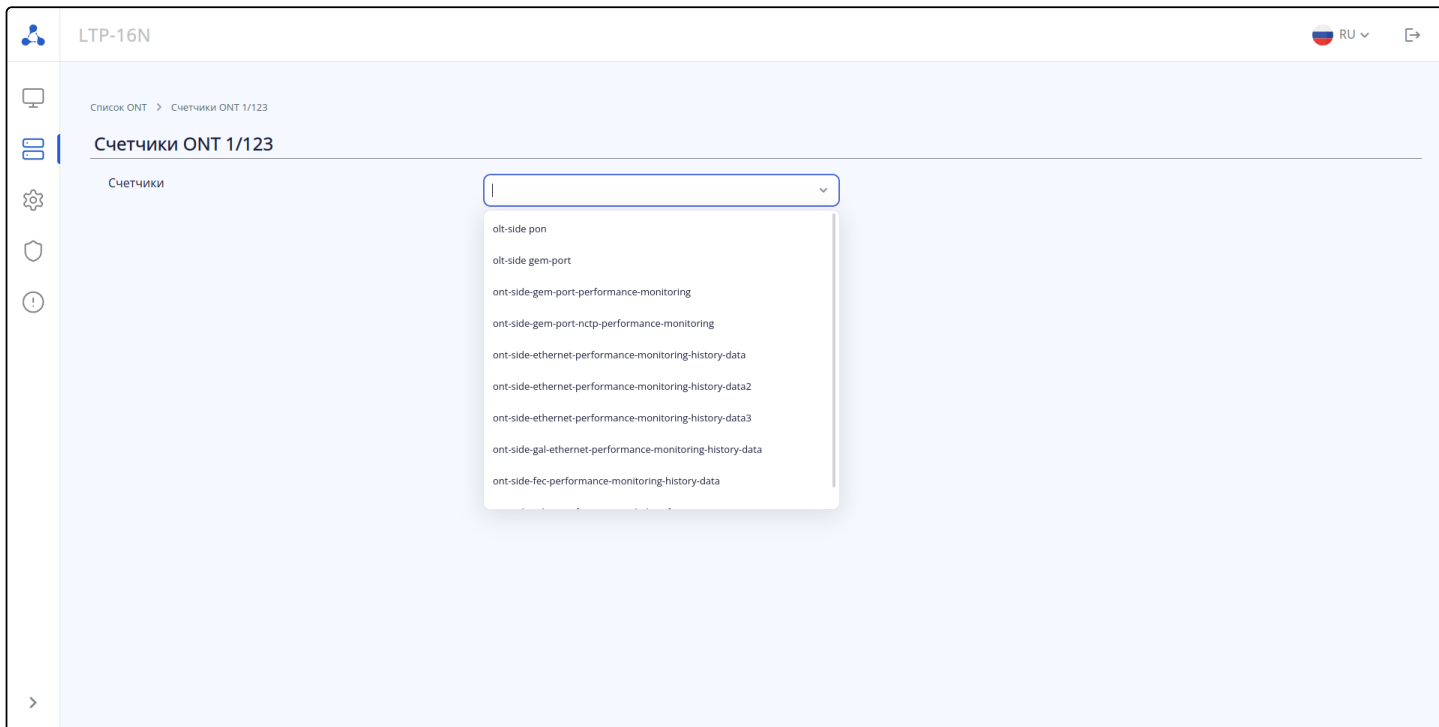 LTP-16N
RU
Список ONT > Счетчики ONT 1/123
Счетчики ONT 1/123
Счетчики
olt-side pon
olt-side gem-port
ont-side-gem-port-performance-monitoring
ont-side-gem-port-nctp-performance-monitoring
ont-side-ethernet-performance-monitoring-history-data
ont-side-ethernet-performance-monitoring-history-data2
ont-side-ethernet-performance-monitoring-history-data3
ont-side-gal-ethernet-performance-monitoring-history-data
ont-side-fec-performance-monitoring-history-data